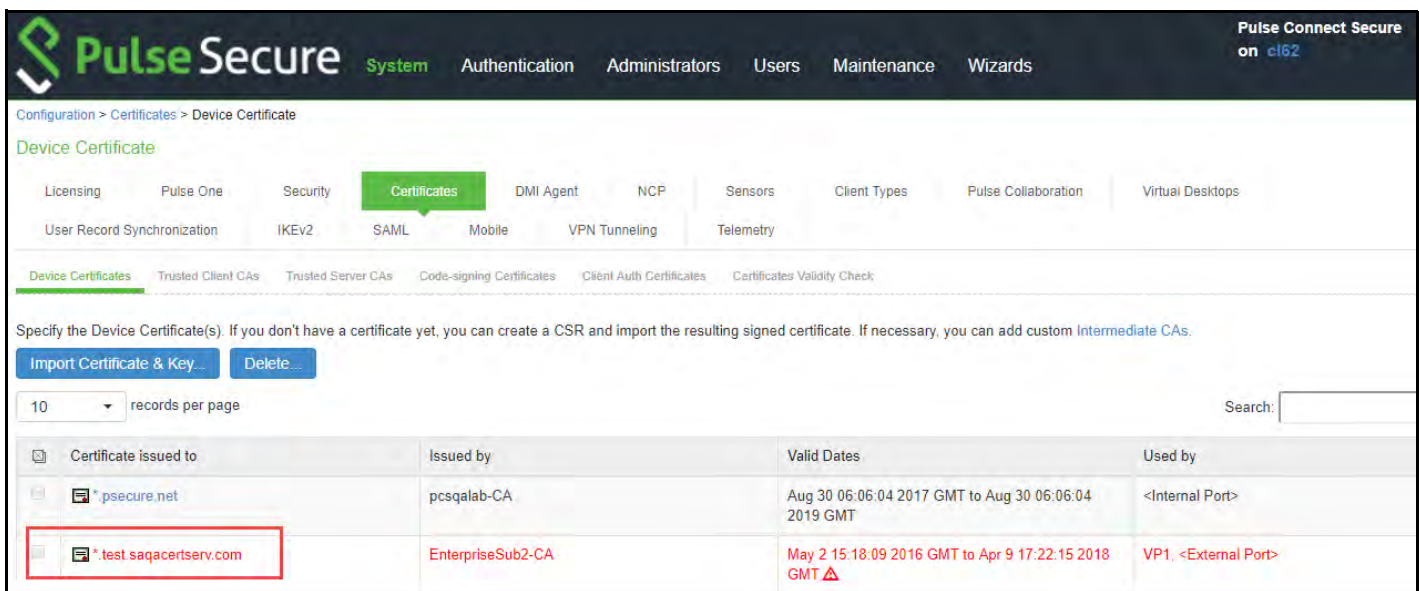 Pulse Secure System Authentication Administrators Users Maintenance Wizards
Pulse Connect Secure
on cl62
Configuration > Certificates > Device Certificate
Device Certificate
Licensing Pulse One Security Certificates DMI Agent NCP Sensors Client Types Pulse Collaboration Virtual Desktops
User Record Synchronization IKEv2 SAML Mobile VPN Tunneling Telemetry
Device Certificates Trusted Client CAs Trusted Server CAs Code-signing Certificates Client Auth Certificates Certificates Validity Check
Specify the Device Certificate(s). If you don't have a certificate yet, you can create a CSR and import the resulting signed certificate. If necessary, you can add custom Intermediate CAs.
Import Certificate & Key... Delete...
10 records per page Search:
Certificate issued to Issued by Valid Dates Used by
*.psecure.net pcsqalab-CA Aug 30 06:06:04 2017 GMT to Aug 30 06:06:04 <Internal Port>
2019 GMT
*.test.saqacertserv.com EnterpriseSub2-CA May 2 15:18:09 2016 GMT to Apr 9 17:22:15 2018 VP1, <External Port>
GMT